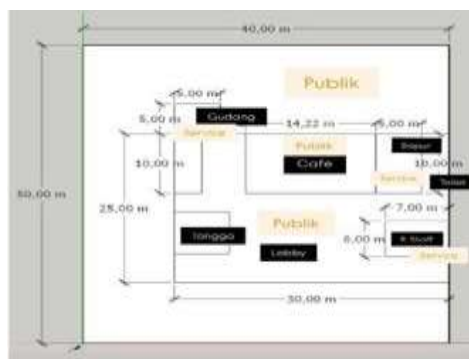 40,00 m
Publik
5,00 m
5,00 m
Gudang
Service
14,22 m
5,00 m
Publik
Cafe
Dapur
10,00 m
10,00 m
Service
Toilet
50,00 m
25,00 m
Publik
7,00 m
Tangga
Lobby
6,00 m
R Staff
Service
30,00 m